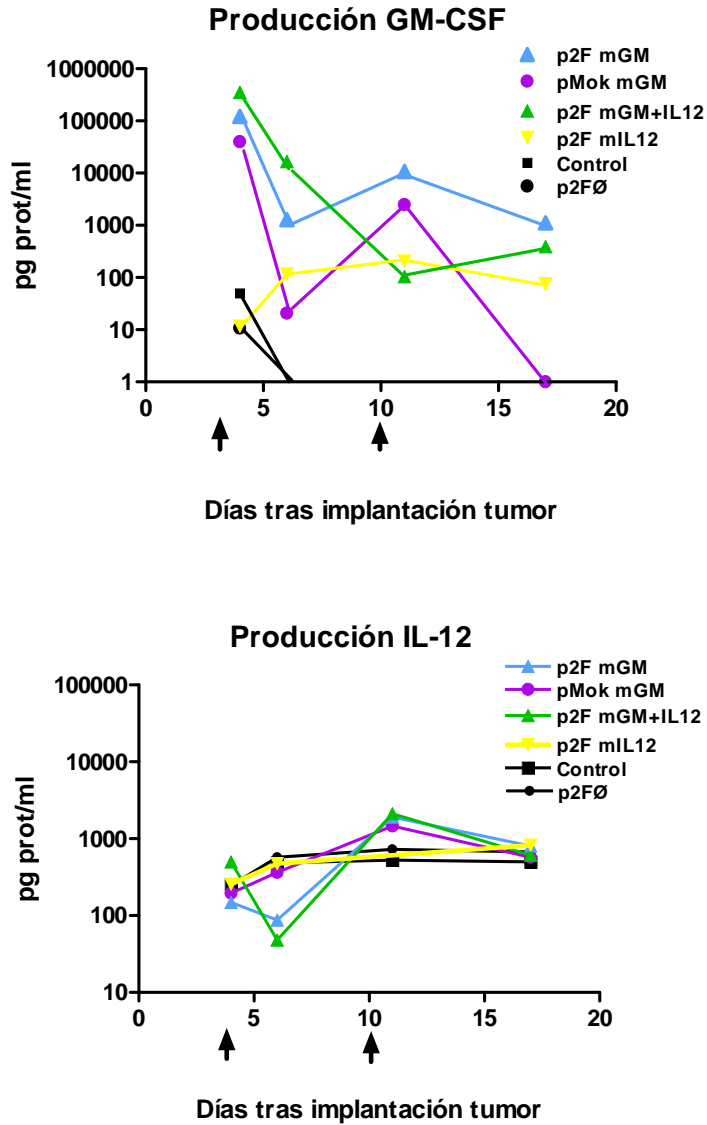 Producción GM-CSF
p2F mGM
pMok mGM
p2F mGM+IL12
p2F mIL12
Control
p2FØ
pg prot/ml
1000000
100000
10000
1000
100
10
1
0 5 10 15 20
Días tras implantación tumor
Producción IL-12
p2F mGM
pMok mGM
p2F mGM+IL12
p2F mIL12
Control
p2FØ
pg prot/ml
100000
10000
1000
100
10
0 5 10 15 20
Días tras implantación tumor